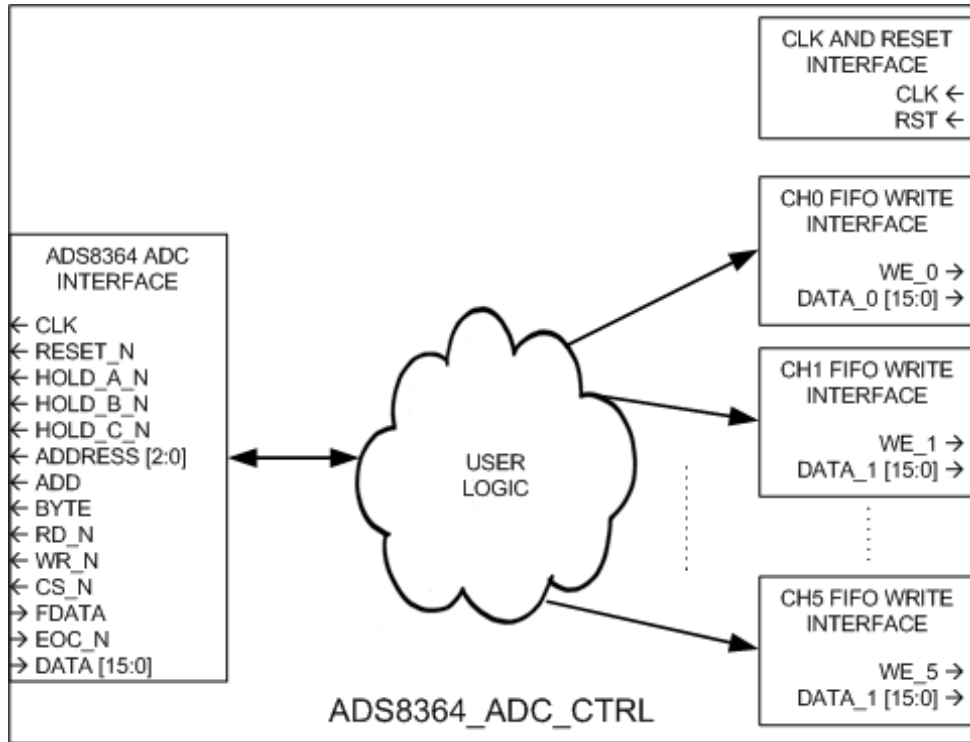 CLK AND RESET
INTERFACE
CLK ←
RST ←
CH0 FIFO WRITE
INTERFACE
WE_0 →
DATA_0 [15:0] →
ADS8364 ADC
INTERFACE
← CLK
← RESET_N
← HOLD_A_N
← HOLD_B_N
← HOLD_C_N
← ADDRESS [2:0]
← ADD
← BYTE
← RD_N
← WR_N
← CS_N
→ FDATA
→ EOC_N
→ DATA [15:0]
USER
LOGIC
CH1 FIFO WRITE
INTERFACE
WE_1 →
DATA_1 [15:0] →
CH5 FIFO WRITE
INTERFACE
WE_5 →
DATA_1 [15:0] →
ADS8364_ADC_CTRL